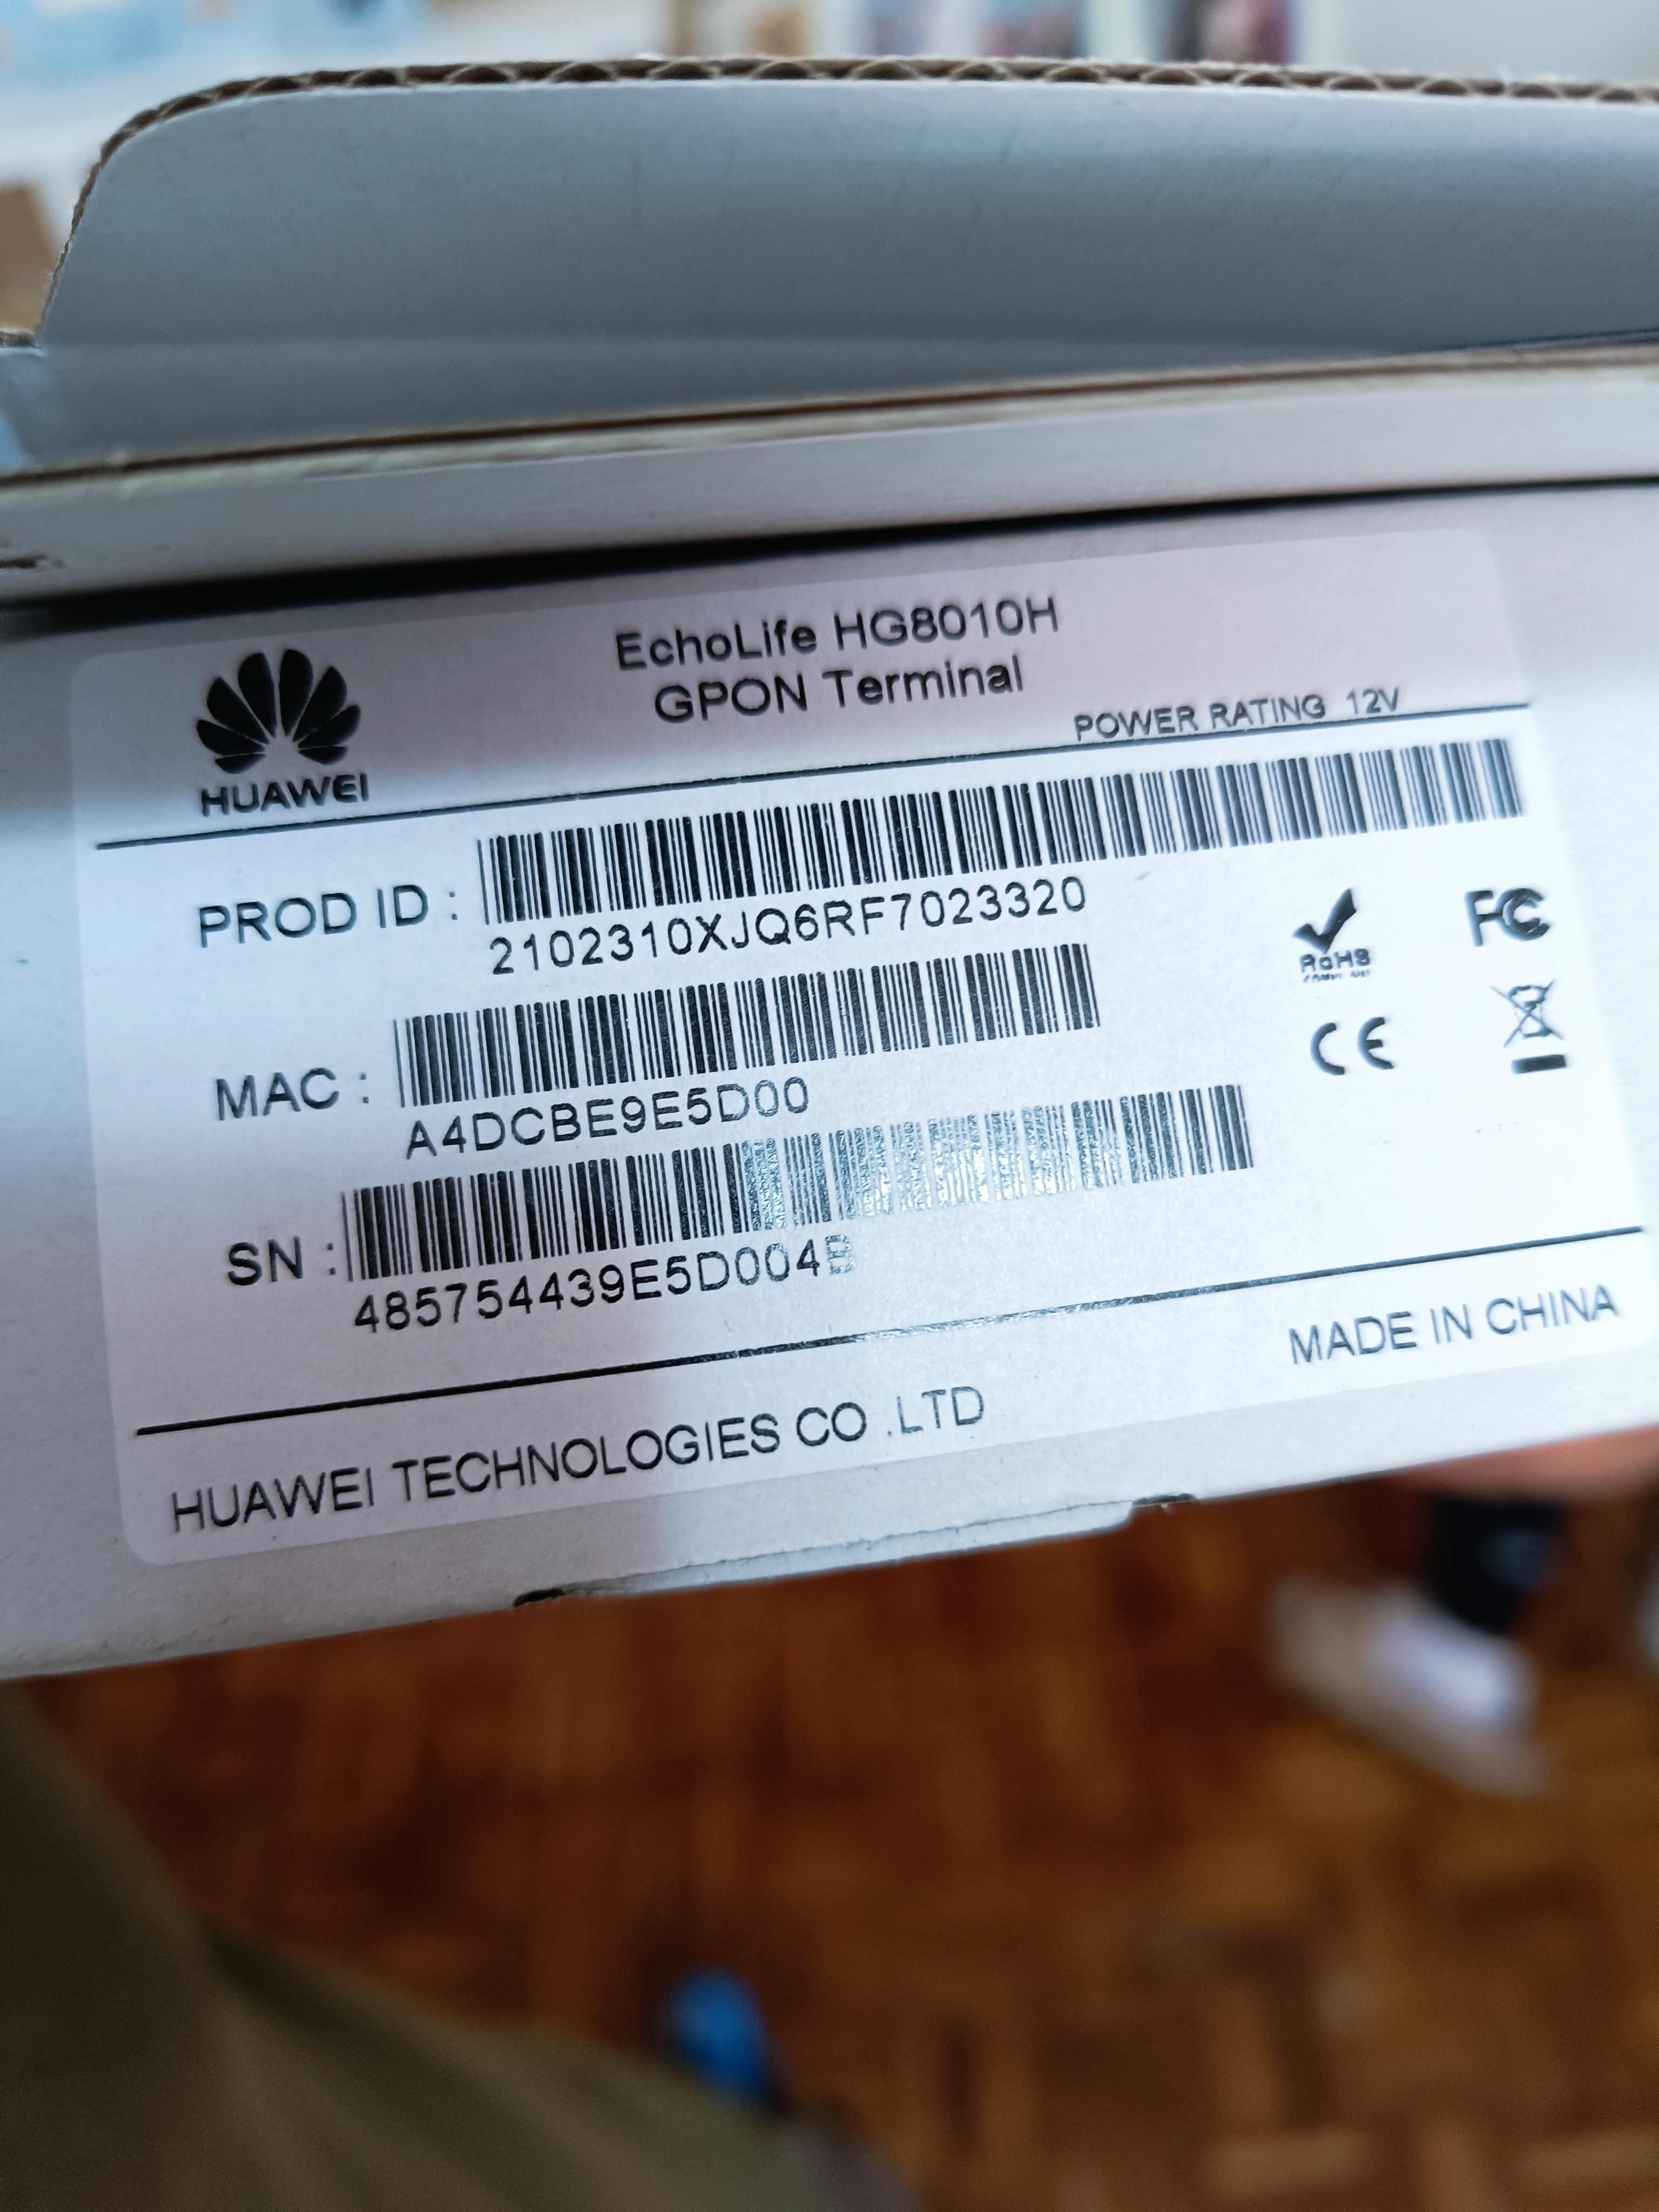 HUAWEI
EchoLife HG8010H
GPON Terminal
POWER RATING 12V
PROD ID :
2102310XJQ6RF7023320
MAC :
A4DCBE9E5D00
SN :
485754439E5D004B
RoHS
FC
CE
HUAWEI TECHNOLOGIES CO .LTD
MADE IN CHINA